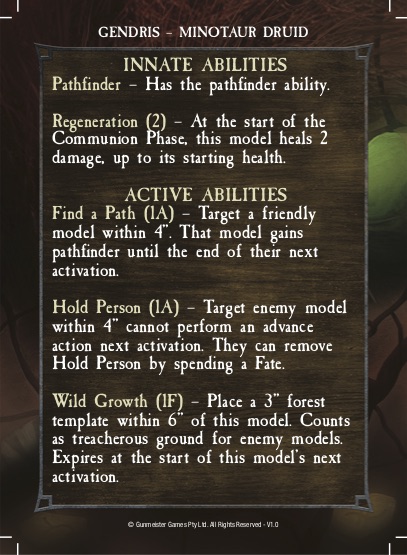 GENDRIS – MINOTAUR DRUID
INNATE ABILITIES
Pathfinder – Has the pathfinder ability.
Regeneration (2) – At the start of the
Communion Phase, this model heals 2
damage, up to its starting health.
ACTIVE ABILITIES
Find a Path (1A) – Target a friendly
model within 4”. That model gains
pathfinder until the end of their next
activation.
Hold Person (1A) – Target enemy model
within 4” cannot perform an advance
action next activation. They can remove
Hold Person by spending a Fate.
Wild Growth (1F) – Place a 3” forest
template within 6” of this model. Counts
as treacherous ground for enemy models.
Expires at the start of this model’s next
activation.
© Gunmeister Games Pty Ltd. All Rights Reserved - V1.0